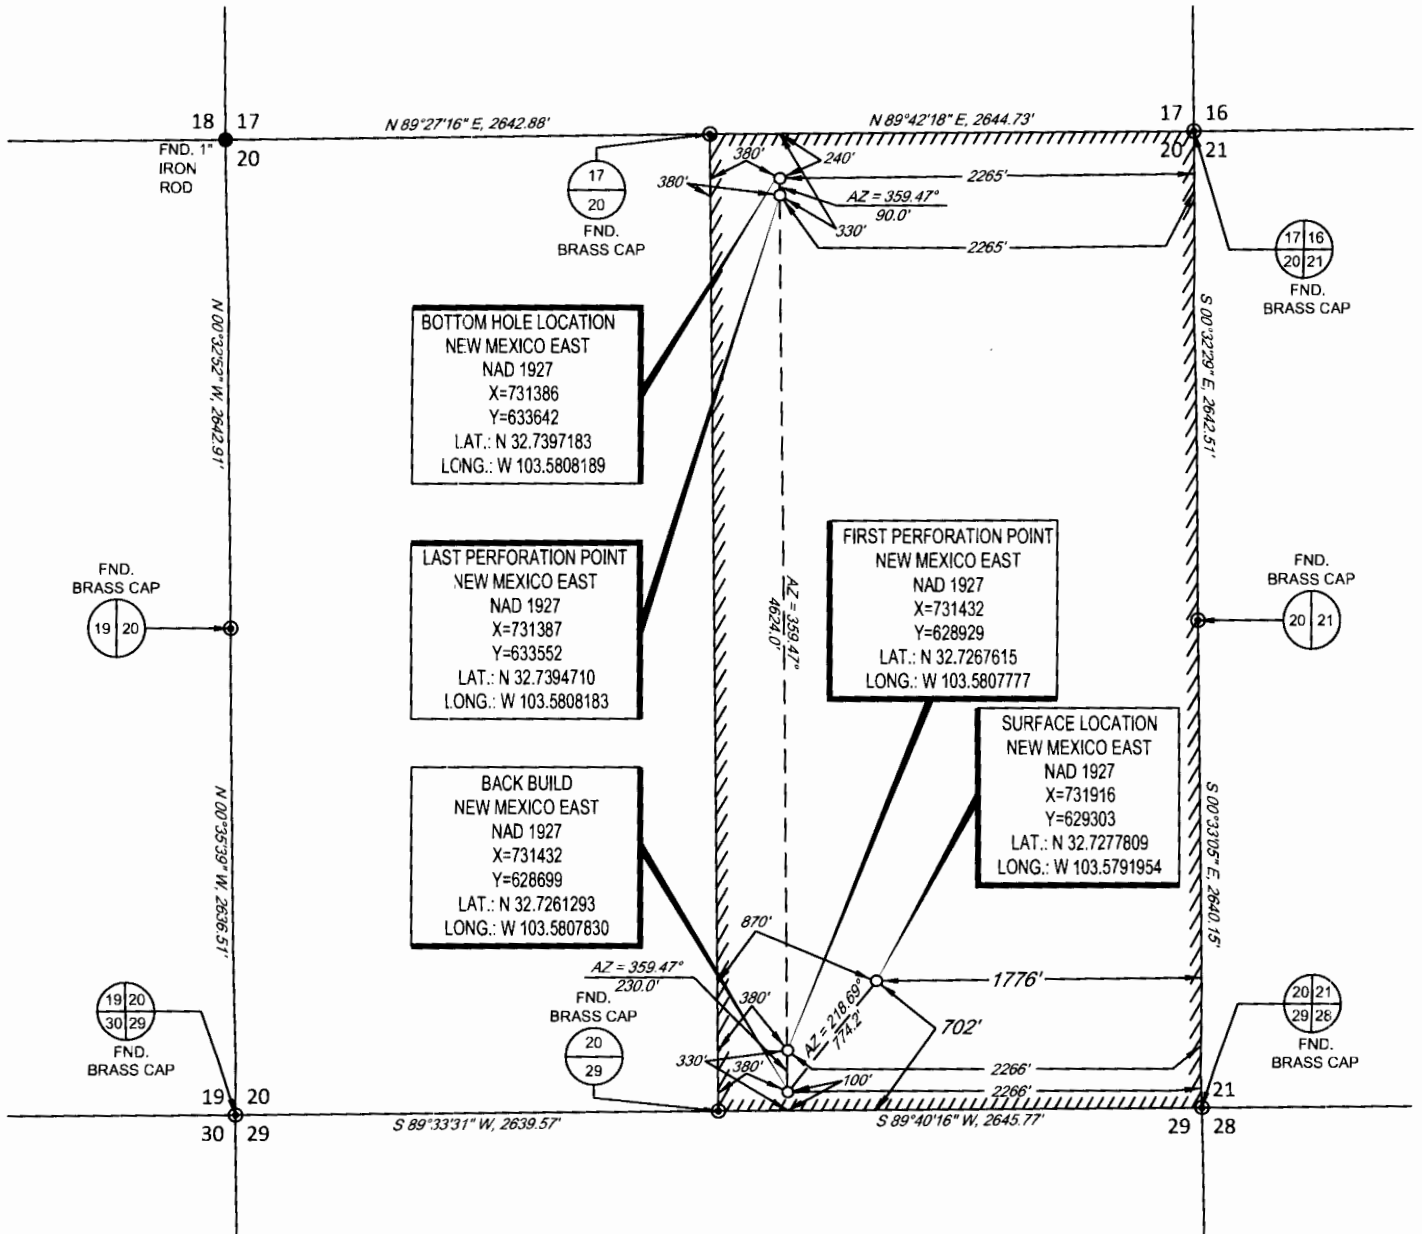 18 17
20
FND. 1"
IRON
ROD
N 89°27'16" E, 2642.88'
N 89°42'18" E, 2644.73'
17 16
20 21
17
20
FND.
BRASS CAP
380'
240'
380'
2265'
AZ = 359.47°
90.0'
330'
2265'
17 16
20 21
FND.
BRASS CAP
N 00°32'52" W, 2642.91'
S 00°32'29" E, 2642.51'
BOTTOM HOLE LOCATION
NEW MEXICO EAST
NAD 1927
X=731386
Y=633642
LAT.: N 32.7397183
LONG.: W 103.5808189
LAST PERFORATION POINT
NEW MEXICO EAST
NAD 1927
X=731387
Y=633552
LAT.: N 32.7394710
LONG.: W 103.5808183
FIRST PERFORATION POINT
NEW MEXICO EAST
NAD 1927
X=731432
Y=628929
LAT.: N 32.7267615
LONG.: W 103.5807777
FND.
BRASS CAP
19 20
AZ = 359.47°
4624.0'
FND.
BRASS CAP
20 21
SURFACE LOCATION
NEW MEXICO EAST
NAD 1927
X=731916
Y=629303
LAT.: N 32.7277809
LONG.: W 103.5791954
BACK BUILD
NEW MEXICO EAST
NAD 1927
X=731432
Y=628699
LAT.: N 32.7261293
LONG.: W 103.5807830
N 00°35'39" W, 2636.51'
S 00°33'05" E, 2640.15'
870'
AZ = 359.47°
230.0'
1776'
380'
AZ = 218.69°
774.2'
702'
19 20
30 29
FND.
BRASS CAP
FND.
BRASS CAP
20
29
20 21
29 28
FND.
BRASS CAP
330'
380'
100'
2266'
2266'
19 20
30 29
S 89°33'31" W, 2639.57'
S 89°40'16" W, 2645.77'
21
29 28